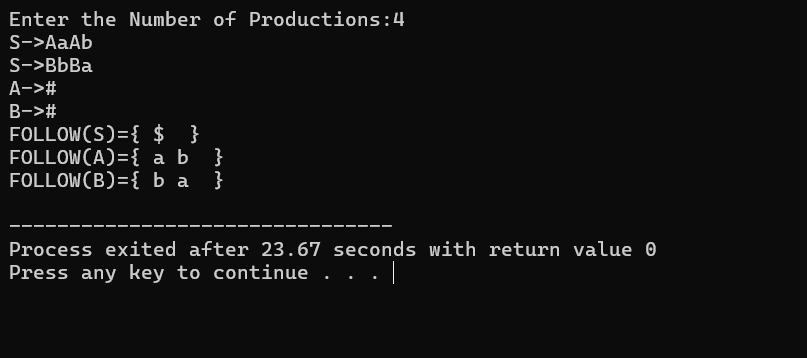 Enter the Number of Productions:4
S->AaAb
S->BbBa
A->#
B->#
FOLLOW(S)={ $  }
FOLLOW(A)={ a b  }
FOLLOW(B)={ b a  }
--------------------------------
Process exited after 23.67 seconds with return value 0
Press any key to continue . . .